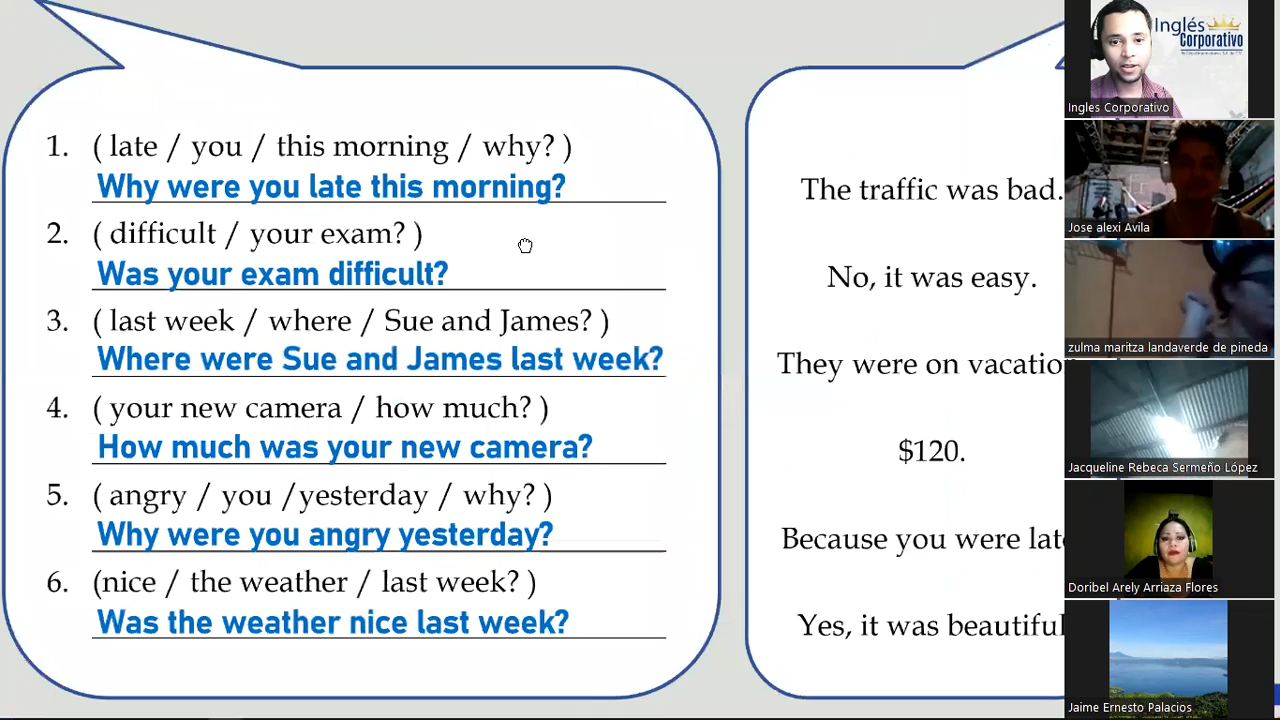 1. ( late / you / this morning / why? )
Why were you late this morning?
2. ( difficult / your exam? )
Was your exam difficult?
3. ( last week / where / Sue and James? )
Where were Sue and James last week?
4. ( your new camera / how much? )
How much was your new camera?
5. ( angry / you /yesterday / why? )
Why were you angry yesterday?
6. (nice / the weather / last week? )
Was the weather nice last week?
The traffic was bad.
No, it was easy.
They were on vacatio
$120.
Because you were lat
Yes, it was beautiful
Inglés
Corporativo
Ingles Corporativo
Jose alexi Avila
zulma maritza landaverde de pineda
Jacqueline Rebeca Sermeño López
Doribel Arely Arriaza Flores
Jaime Ernesto Palacios